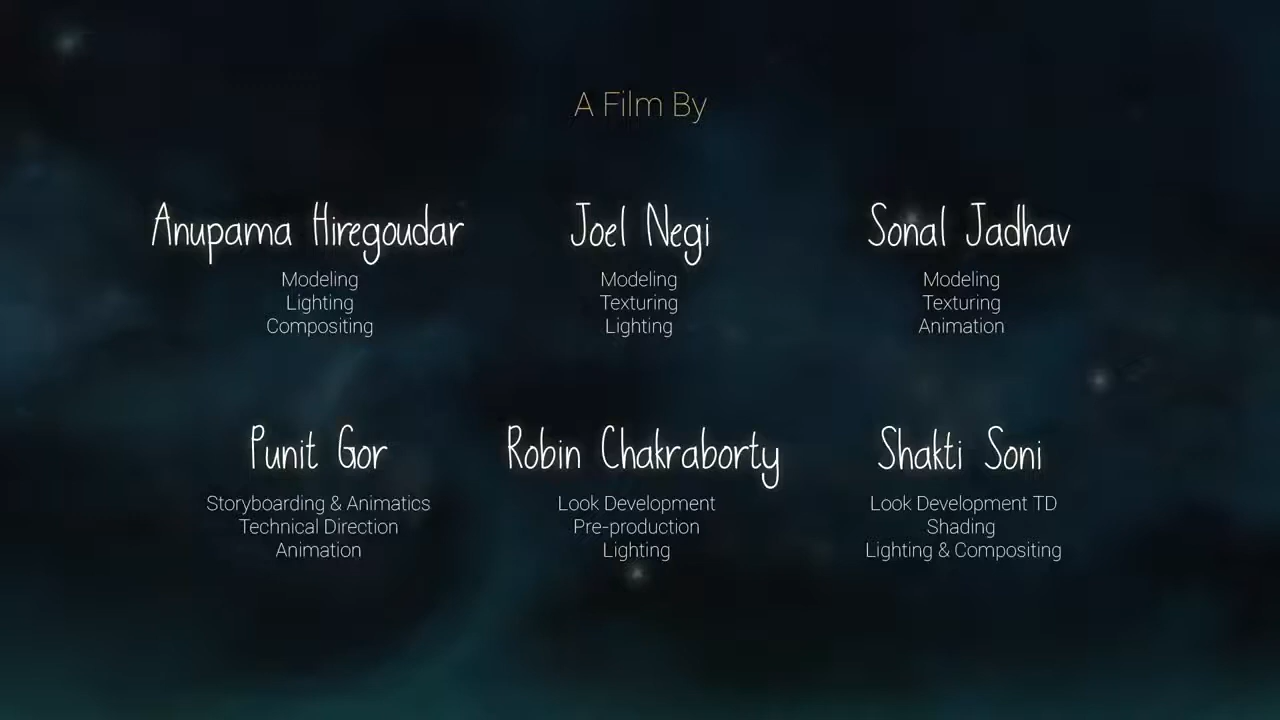 A Film By
Anupama Hiregoudar
Modeling
Lighting
Compositing
Joel Negi
Modeling
Texturing
Lighting
Sonal Jadhav
Modeling
Texturing
Animation
Punit Gor
Storyboarding & Animatics
Technical Direction
Animation
Robin Chakraborty
Look Development
Pre-production
Lighting
Shakti Soni
Look Development TD
Shading
Lighting & Compositing